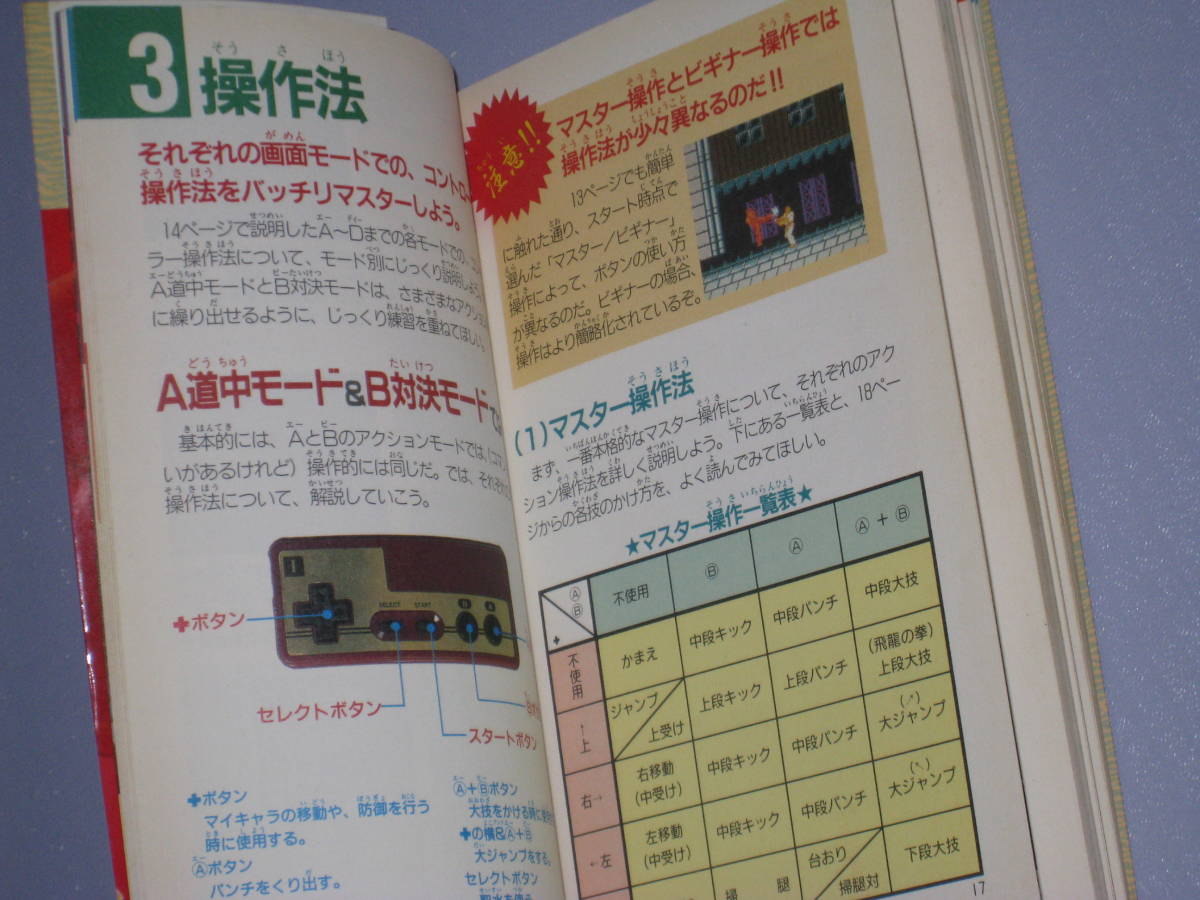 3 操作法
それぞれの画面モードでの、コントロー
操作法をバッチリマスターしよう。
14ページで説明したA～Dまでの各モードでの、コント
ラー操作法について、モード別にじっくり説明しよう。
A道中モードとB対決モードは、さまざまなアクション
に繰り出せるように、じっくり練習を重ねてほしい。
A道中モード&B対決モードで
基本的には、AとBのアクションモードでは、(コマン
いがあるけれど)操作的には同じだ。では、それぞれ
操作法について、解説していこう。
I
SELECT START
B A
✚ボタン
セレクトボタン
スタートボタン
✚ボタン
マイキャラの移動や、防御を行う
時に使用する。
Ⓐボタン
パンチをくり出す。
Ⓐ+Ⓑボタン
大技をかける時に
✚の横&Ⓐ+Ⓑ
大ジャンプをする。
セレクトボタン
注意!!
マスター操作とビギナー操作では
操作法が少々異なるのだ!!
13ページでも簡単
に触れた通り、スタート時点で
選んだ「マスター/ビギナー」
操作によって、ボタンの使い方
が異なるのだ。ビギナーの場合、
操作はより簡略化されているぞ。
(1)マスター操作法
まず、一番本格的なマスター操作について、それぞれのアク
ション操作法を詳しく説明しよう。下にある一覧表と、18ペー
ジからの各技のかけ方を、よく読んでみてほしい。
★マスター操作一覧表★
ⒶⒷ ✚ 不使用 Ⓑ Ⓐ Ⓐ+Ⓑ
不使用 かまえ 中段キック 中段パンチ 中段大技
↑上 ジャンプ 上受け 上段キック 上段パンチ (飛龍の拳)上段大技
右→ 右移動(中受け) 中段キック 中段パンチ (↗)大ジャンプ
←左 左移動(中受け) 中段キック 中段パンチ (↖)大ジャンプ
掃腿 台おり 掃腿対 下段大技
17